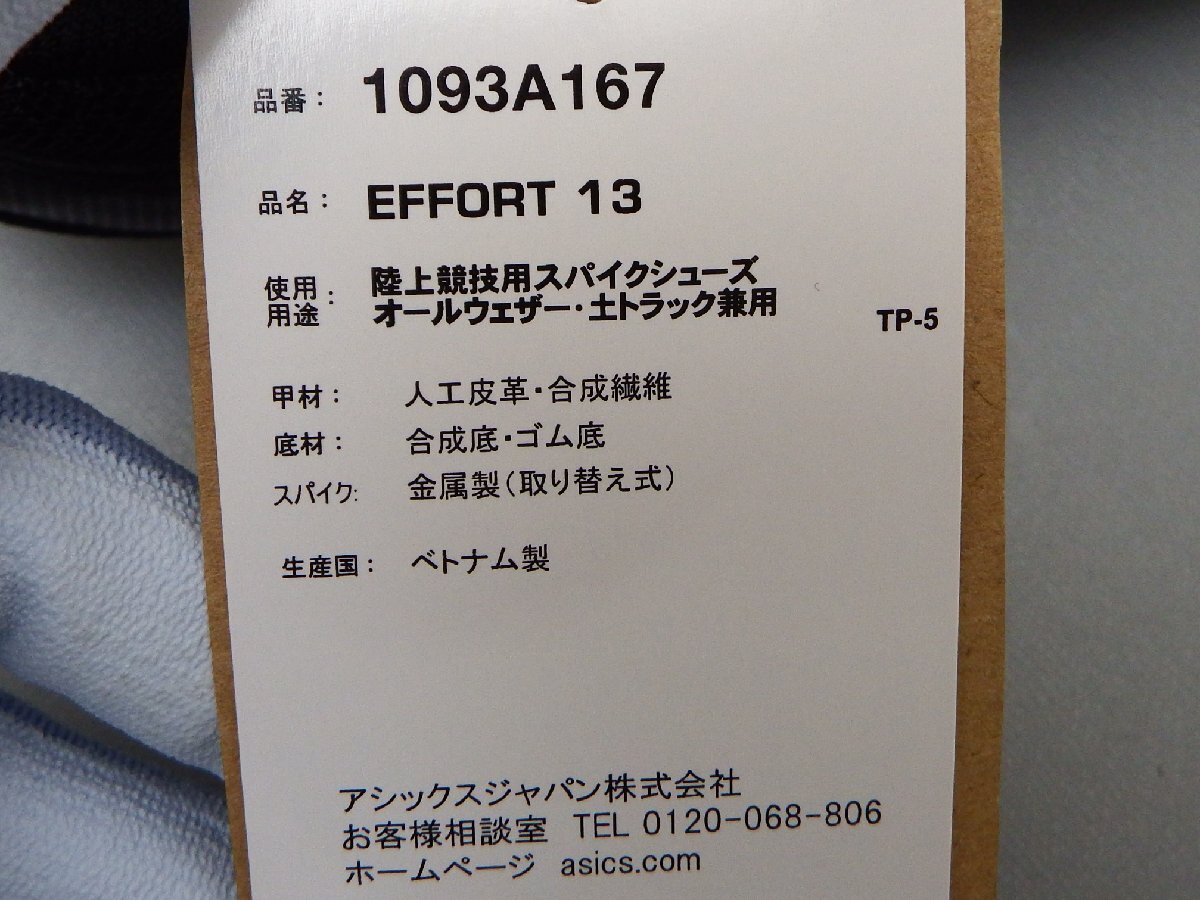 品番： 1093A167
品名： EFFORT 13
使用用途： 陸上競技用スパイクシューズ
オールウェザー・土トラック兼用
TP-5
甲材： 人工皮革・合成繊維
底材： 合成底・ゴム底
スパイク: 金属製（取り替え式）
生産国： ベトナム製
アシックスジャパン株式会社
お客様相談室 TEL 0120-068-806
ホームページ asics.com